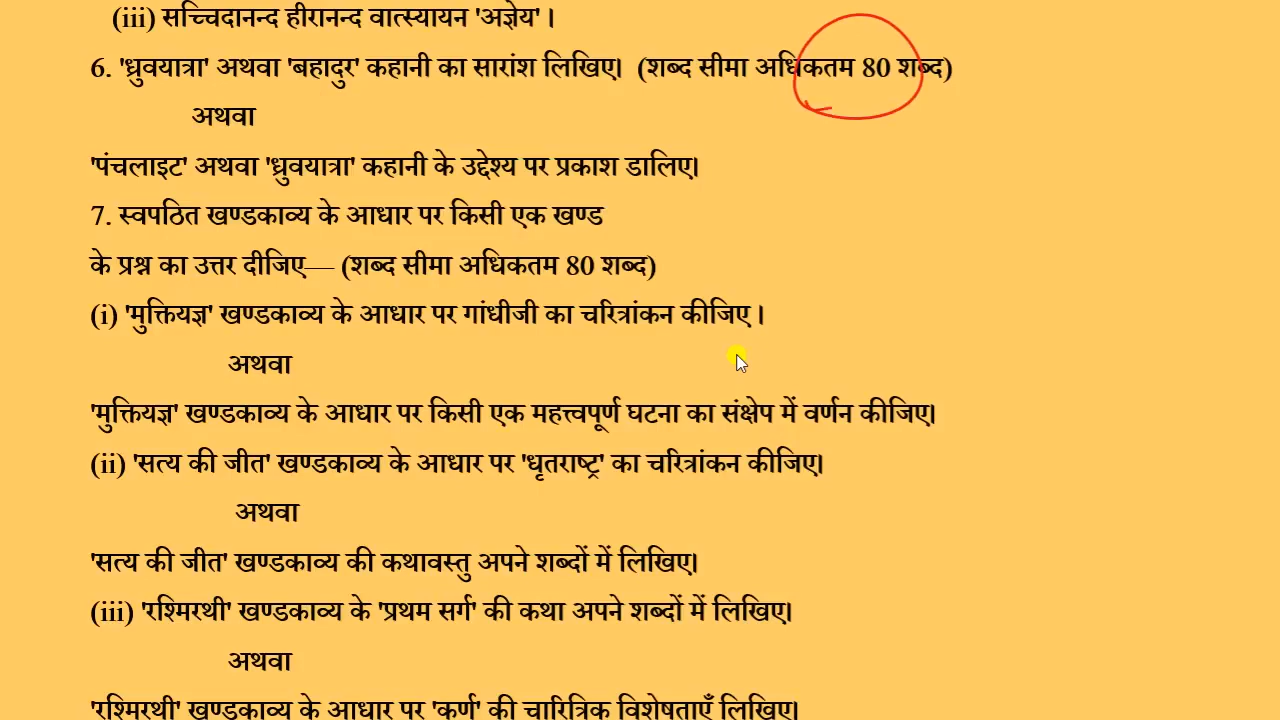 (iii) सच्चिदानन्द हीरानन्द वात्स्यायन 'अज्ञेय' ।
6. 'ध्रुवयात्रा' अथवा 'बहादुर' कहानी का सारांश लिखिए। (शब्द सीमा अधिकतम 80 शब्द)
अथवा
'पंचलाइट' अथवा 'ध्रुवयात्रा' कहानी के उद्देश्य पर प्रकाश डालिए।
7. स्वपठित खण्डकाव्य के आधार पर किसी एक खण्ड
के प्रश्न का उत्तर दीजिए— (शब्द सीमा अधिकतम 80 शब्द)
(i) 'मुक्तियज्ञ' खण्डकाव्य के आधार पर गांधीजी का चरित्रांकन कीजिए ।
अथवा
'मुक्तियज्ञ' खण्डकाव्य के आधार पर किसी एक महत्त्वपूर्ण घटना का संक्षेप में वर्णन कीजिए।
(ii) 'सत्य की जीत' खण्डकाव्य के आधार पर 'धृतराष्ट्र' का चरित्रांकन कीजिए।
अथवा
'सत्य की जीत' खण्डकाव्य की कथावस्तु अपने शब्दों में लिखिए।
(iii) 'रश्मिरथी' खण्डकाव्य के 'प्रथम सर्ग' की कथा अपने शब्दों में लिखिए।
अथवा
'रश्मिरथी' खण्डकाव्य के आधार पर 'कर्ण' की चारित्रिक विशेषताएँ लिखिए।